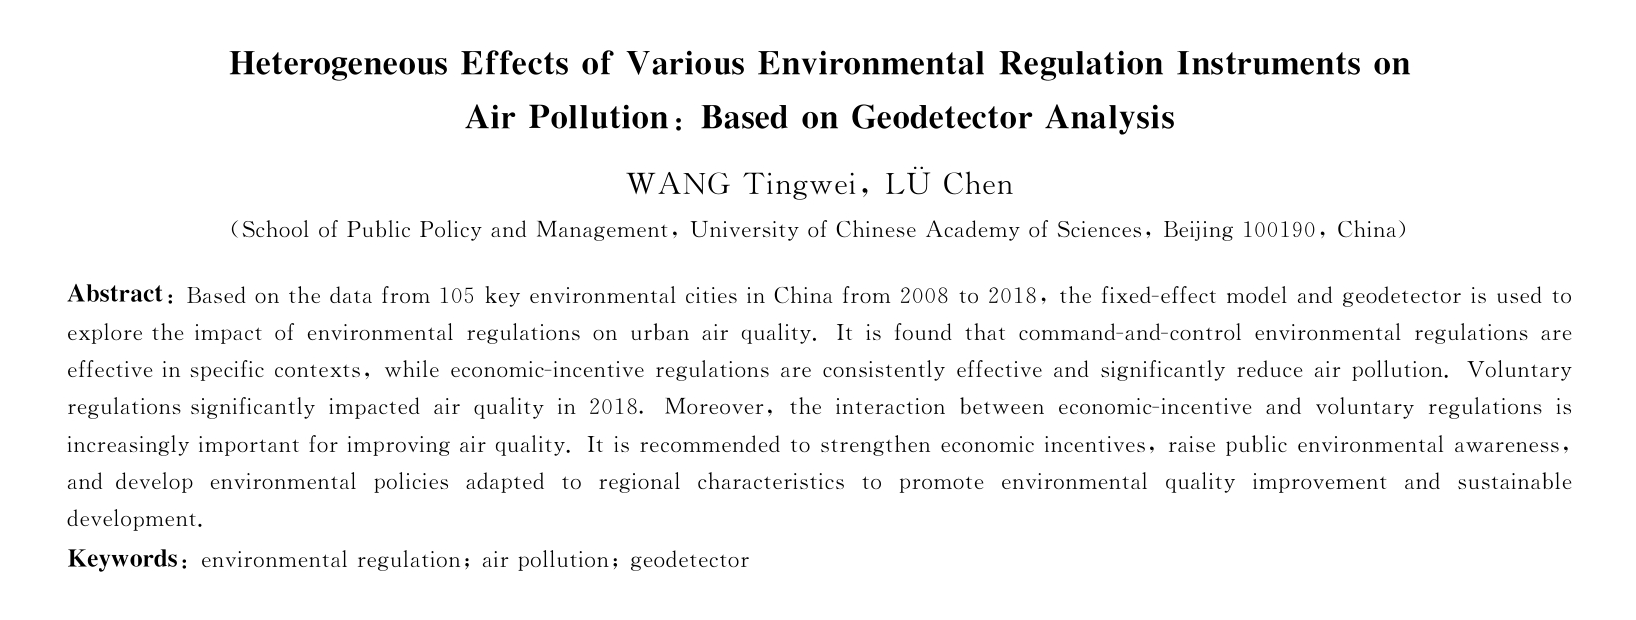 Heterogeneous Effects of Various Environmental Regulation Instruments on
Air Pollution: Based on Geodetector Analysis
WANG Tingwei, LÜ Chen
(School of Public Policy and Management, University of Chinese Academy of Sciences, Beijing 100190, China)
Abstract: Based on the data from 105 key environmental cities in China from 2008 to 2018, the fixed-effect model and geodetector is used to
explore the impact of environmental regulations on urban air quality. It is found that command-and-control environmental regulations are
effective in specific contexts, while economic-incentive regulations are consistently effective and significantly reduce air pollution. Voluntary
regulations significantly impacted air quality in 2018. Moreover, the interaction between economic-incentive and voluntary regulations is
increasingly important for improving air quality. It is recommended to strengthen economic incentives, raise public environmental awareness,
and develop environmental policies adapted to regional characteristics to promote environmental quality improvement and sustainable
development.
Keywords: environmental regulation; air pollution; geodetector